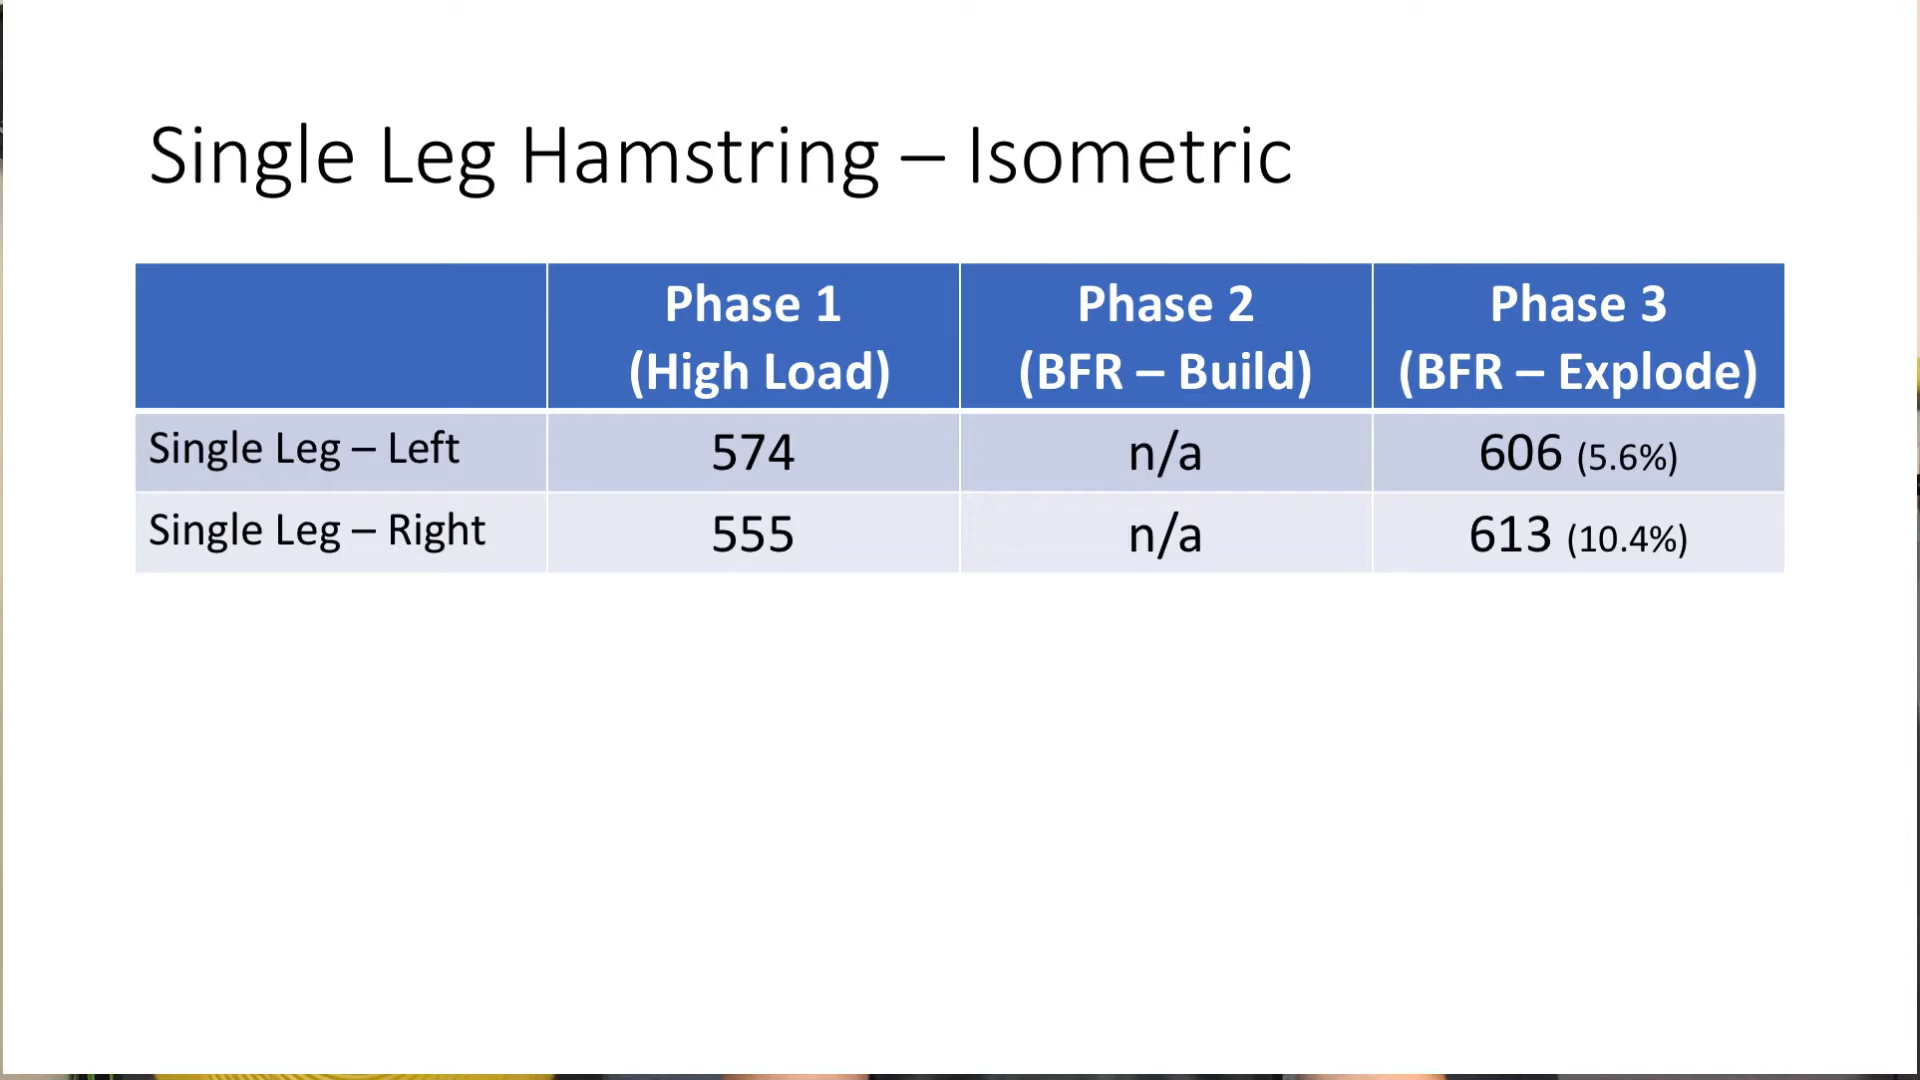 Single Leg Hamstring – Isometric
Phase 1 (High Load)
Phase 2 (BFR – Build)
Phase 3 (BFR – Explode)
Single Leg – Left 574 n/a 606 (5.6%)
Single Leg – Right 555 n/a 613 (10.4%)